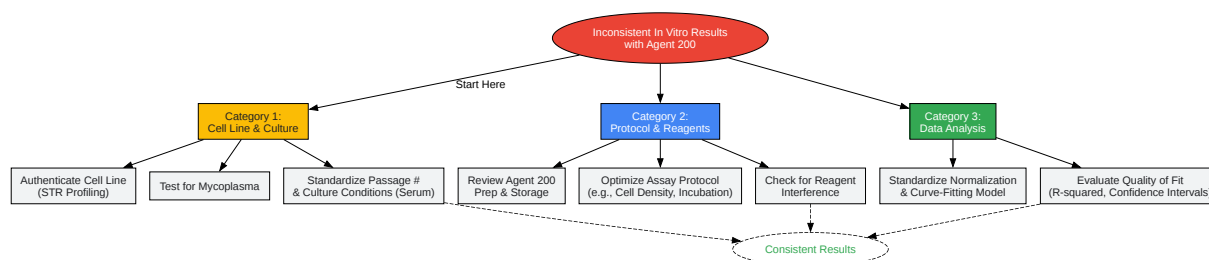 Inconsistent In Vitro Results
with Agent 200
Start Here
Category 1:
Cell Line & Culture
Category 2:
Protocol & Reagents
Category 3:
Data Analysis
Authenticate Cell Line
(STR Profiling)
Test for Mycoplasma
Standardize Passage #
& Culture Conditions (Serum)
Review Agent 200
Prep & Storage
Optimize Assay Protocol
(e.g., Cell Density, Incubation)
Check for Reagent
Interference
Standardize Normalization
& Curve-Fitting Model
Evaluate Quality of Fit
(R-squared, Confidence Intervals)
Consistent Results